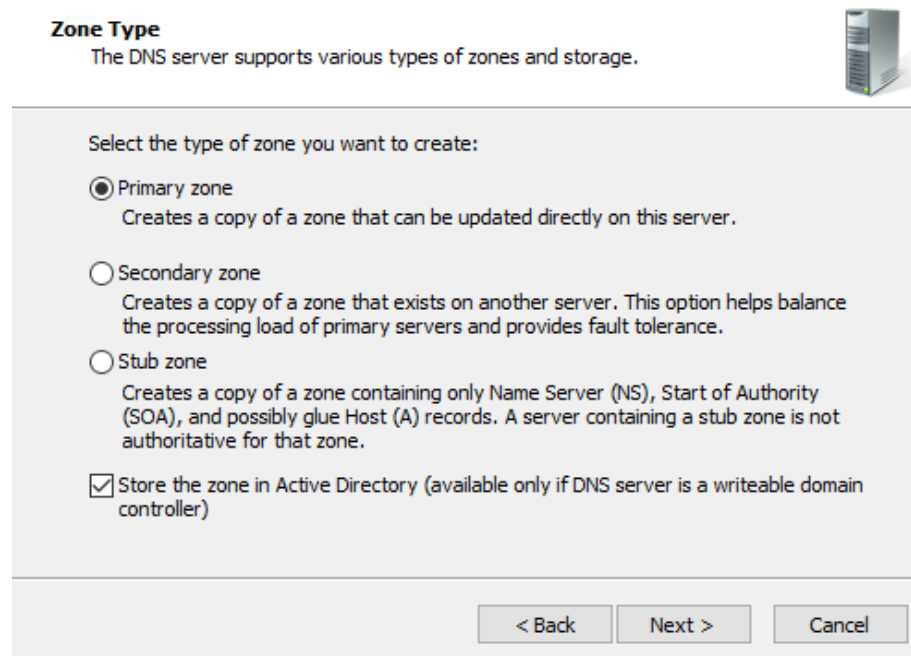 Zone Type
The DNS server supports various types of zones and storage.
Select the type of zone you want to create:
Primary zone
Creates a copy of a zone that can be updated directly on this server.
Secondary zone
Creates a copy of a zone that exists on another server. This option helps balance
the processing load of primary servers and provides fault tolerance.
Stub zone
Creates a copy of a zone containing only Name Server (NS), Start of Authority
(SOA), and possibly glue Host (A) records. A server containing a stub zone is not
authoritative for that zone.
Store the zone in Active Directory (available only if DNS server is a writeable domain
controller)
< Back Next > Cancel